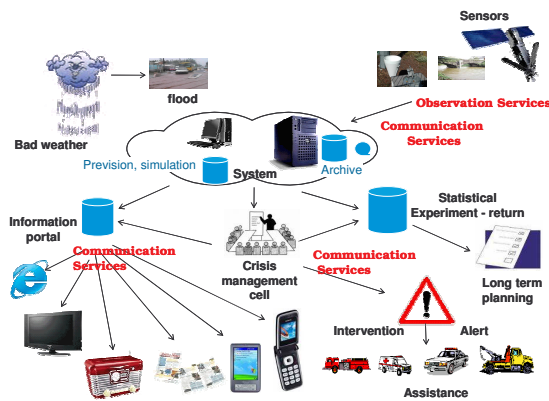 Sensors
flood
Bad weather
Observation Services
Communication
Services
Prevision, simulation
System
Archive
Information
portal
Communication
Services
Crisis
management
cell
Communication
Services
Statistical
Experiment - return
Long term
planning
Intervention
Alert
Assistance